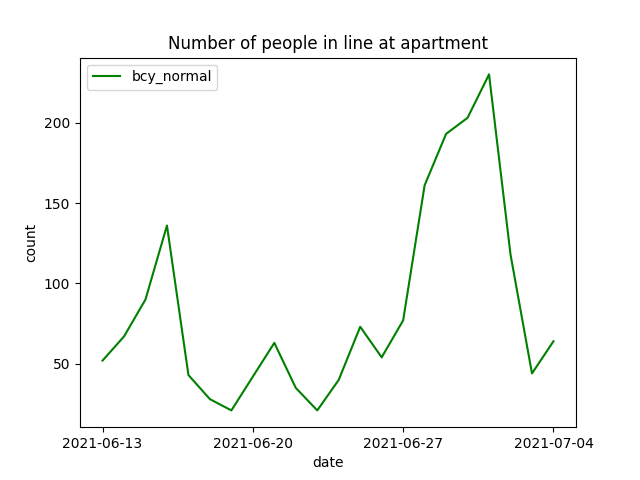 Number of people in line at apartment
bcy_normal
count
200
150
100
50
2021-06-13 2021-06-20 2021-06-27 2021-07-04
date